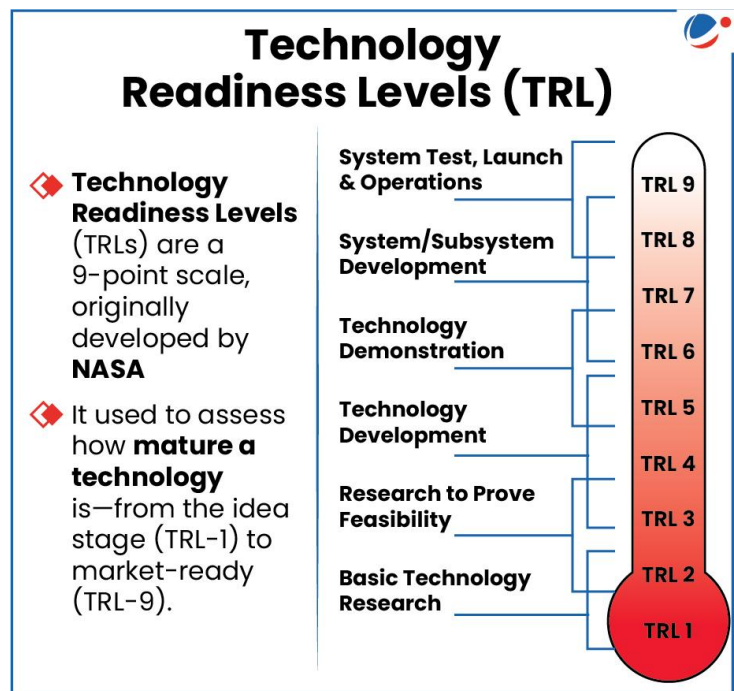 Technology
Readiness Levels (TRL)
Technology
Readiness Levels
(TRLs) are a
9-point scale,
originally
developed by
NASA
It used to assess
how mature a
technology
is—from the idea
stage (TRL-1) to
market-ready
(TRL-9).
System Test, Launch
& Operations
System/Subsystem
Development
Technology
Demonstration
Technology
Development
Research to Prove
Feasibility
Basic Technology
Research
TRL 9
TRL 8
TRL 7
TRL 6
TRL 5
TRL 4
TRL 3
TRL 2
TRL 1